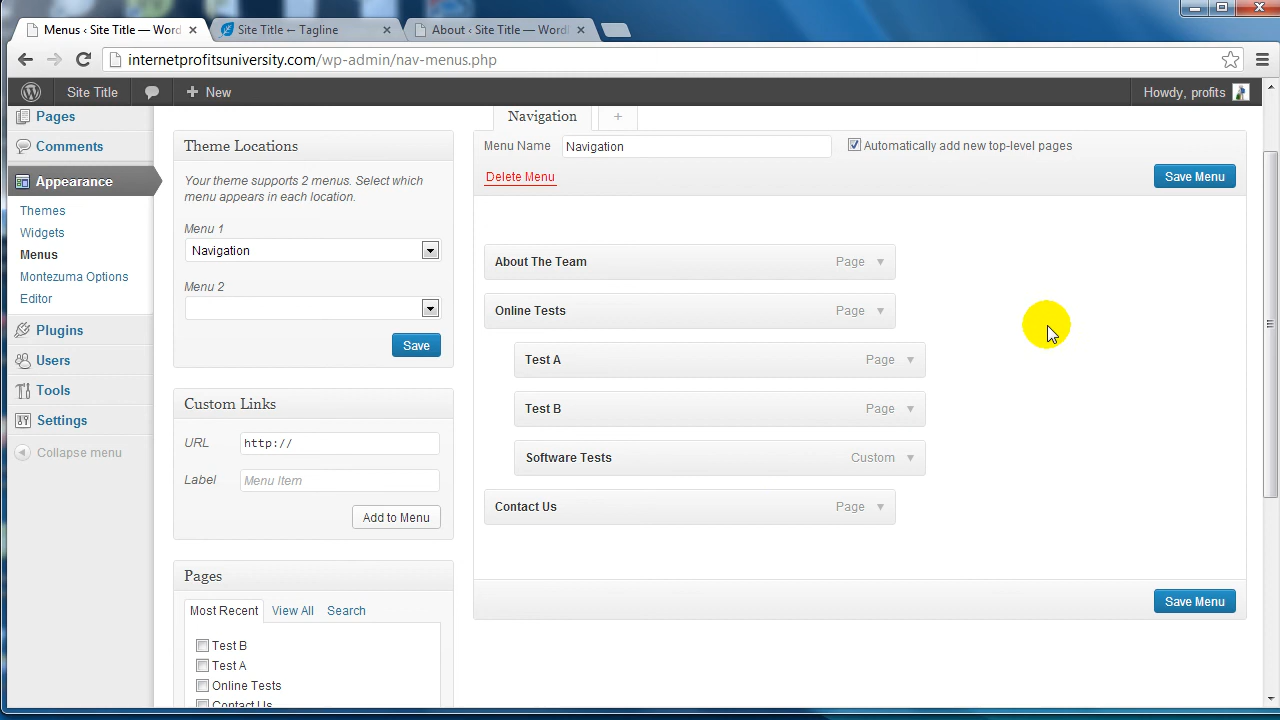 Menus ‹ Site Title — Word
Site Title ← Tagline
About ‹ Site Title — Word
internetprofitsuniversity.com/wp-admin/nav-menus.php
Site Title
New
Howdy, profits
Pages
Comments
Appearance
Themes
Widgets
Menus
Montezuma Options
Editor
Plugins
Users
Tools
Settings
Collapse menu
Theme Locations
Your theme supports 2 menus. Select which
menu appears in each location.
Menu 1
Navigation
Menu 2
Save
Custom Links
URL http://
Label Menu Item
Add to Menu
Pages
Most Recent View All Search
Test B
Test A
Online Tests
Contact Us
Navigation +
Menu Name Navigation Automatically add new top-level pages
Delete Menu Save Menu
About The Team Page
Online Tests Page
Test A Page
Test B Page
Software Tests Custom
Contact Us Page
Save Menu